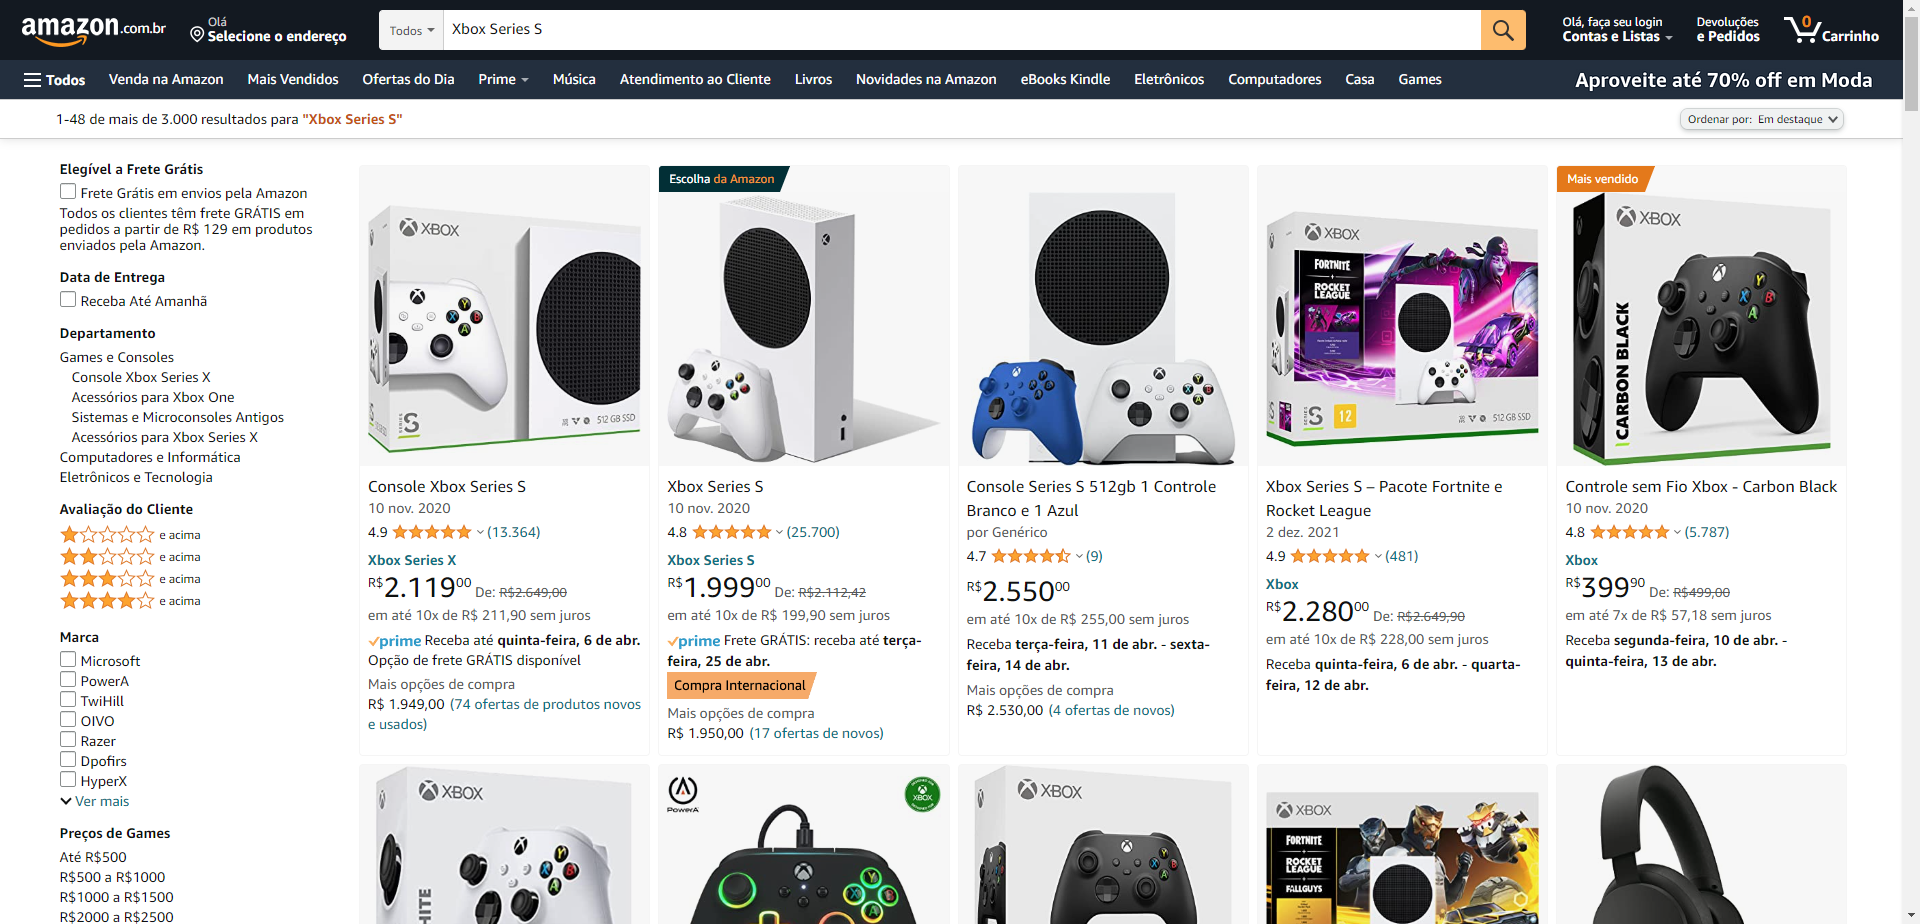 amazon.com.br
Olá
Selecione o endereço
Todos
Xbox Series S
Olá, faça seu login
Contas e Listas
Devoluções
e Pedidos
0
Carrinho
Todos
Venda na Amazon
Mais Vendidos
Ofertas do Dia
Prime
Música
Atendimento ao Cliente
Livros
Novidades na Amazon
eBooks Kindle
Eletrônicos
Computadores
Casa
Games
Aproveite até 70% off em Moda
1-48 de mais de 3.000 resultados para "Xbox Series S"
Ordenar por: Em destaque
Elegível a Frete Grátis
Frete Grátis em envios pela Amazon
Todos os clientes têm frete GRÁTIS em
pedidos a partir de R$ 129 em produtos
enviados pela Amazon.
Data de Entrega
Receba Até Amanhã
Departamento
Games e Consoles
Console Xbox Series X
Acessórios para Xbox One
Sistemas e Microconsoles Antigos
Acessórios para Xbox Series X
Computadores e Informática
Eletrônicos e Tecnologia
Avaliação do Cliente
e acima
e acima
e acima
e acima
Marca
Microsoft
PowerA
TwiHill
OIVO
Razer
Dpofirs
HyperX
Ver mais
Preços de Games
Até R$500
R$500 a R$1000
R$1000 a R$1500
R$2000 a R$2500
XBOX
SERIES S
512 GB SSD
Console Xbox Series S
10 nov. 2020
4.9 (13.364)
Xbox Series X
R$2.11900 De: R$2.649,00
em até 10x de R$ 211,90 sem juros
prime Receba até quinta-feira, 6 de abr.
Opção de frete GRÁTIS disponível
Mais opções de compra
R$ 1.949,00 (74 ofertas de produtos novos
e usados)
Escolha da Amazon
Xbox Series S
10 nov. 2020
4.8 (25.700)
Xbox Series S
R$1.99900 De: R$2.112,42
em até 10x de R$ 199,90 sem juros
prime Frete GRÁTIS: receba até terça-
feira, 25 de abr.
Compra Internacional
Mais opções de compra
R$ 1.950,00 (17 ofertas de novos)
Console Series S 512gb 1 Controle
Branco e 1 Azul
por Genérico
4.7 (9)
R$2.55000
em até 10x de R$ 255,00 sem juros
Receba terça-feira, 11 de abr. - sexta-
feira, 14 de abr.
Mais opções de compra
R$ 2.530,00 (4 ofertas de novos)
XBOX
FORTNITE
+
ROCKET
LEAGUE
SERIES S
12
512 GB SSD
Xbox Series S – Pacote Fortnite e
Rocket League
2 dez. 2021
4.9 (481)
Xbox
R$2.28000 De: R$2.649,90
em até 10x de R$ 228,00 sem juros
Receba quinta-feira, 6 de abr. - quarta-
feira, 12 de abr.
Mais vendido
XBOX
CARBON BLACK
Controle sem Fio Xbox - Carbon Black
10 nov. 2020
4.8 (5.787)
Xbox
R$39990 De: R$499,00
em até 7x de R$ 57,18 sem juros
Receba segunda-feira, 10 de abr. -
quinta-feira, 13 de abr.
XBOX
PowerA
XBOX
XBOX
XBOX
FORTNITE
+
ROCKET
LEAGUE
+
FALLGUYS